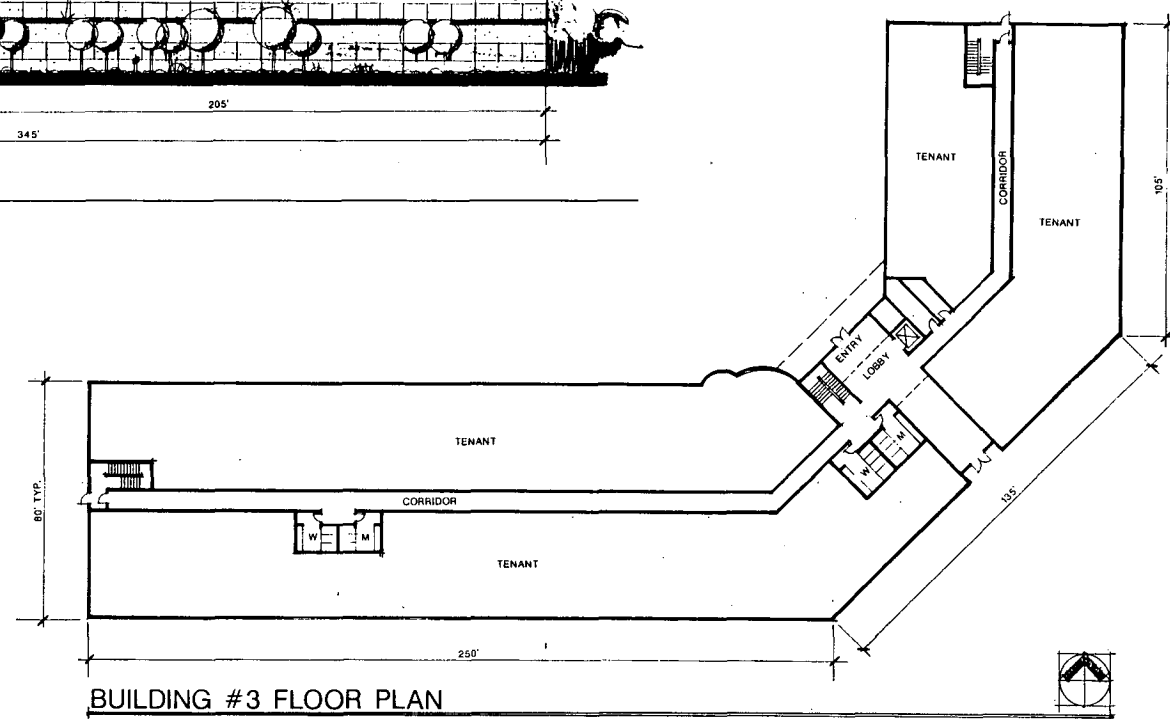 205'
345'
TENANT
CORRIDOR
TENANT
105'
ENTRY
LOBBY
TENANT
M
W
80' TYP.
CORRIDOR
W
M
TENANT
135'
250'
BUILDING #3 FLOOR PLAN